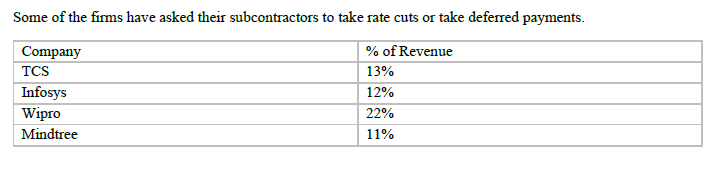 Some of the firms have asked their subcontractors to take rate cuts or take deferred payments.
Company % of Revenue
TCS 13%
Infosys 12%
Wipro 22%
Mindtree 11%